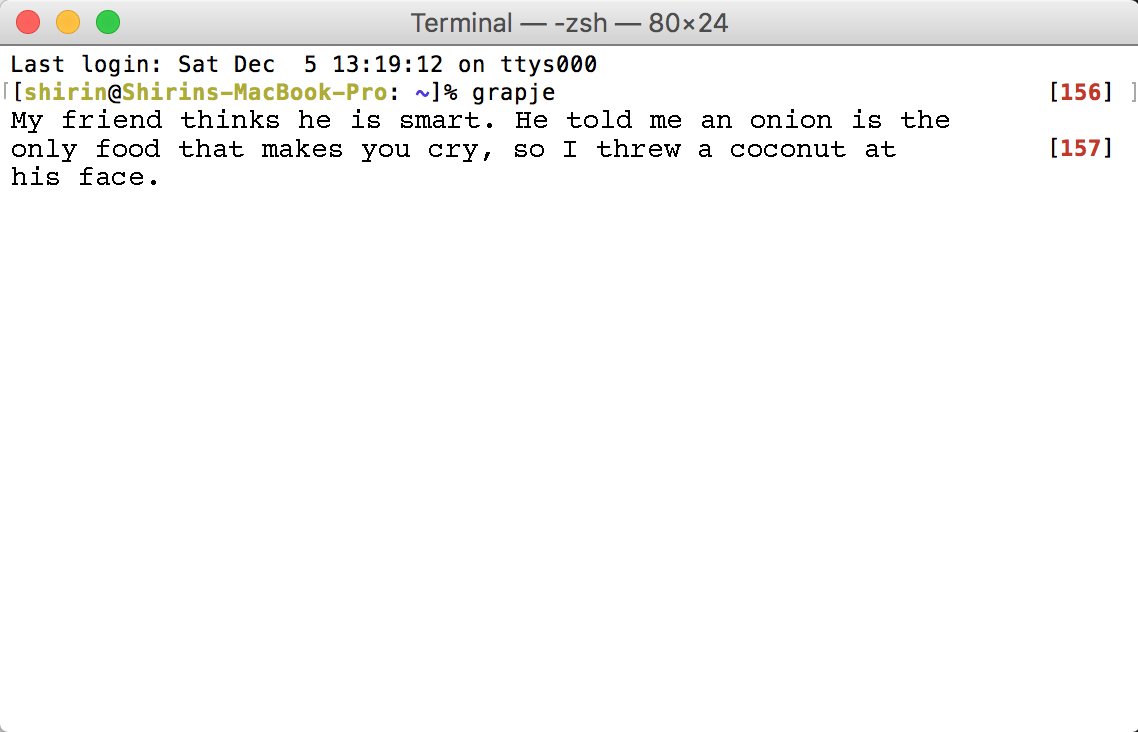 Terminal — -zsh — 80×24
Last login: Sat Dec  5 13:19:12 on ttys000
[[shirin@Shirins-MacBook-Pro: ~]% grapje [156] ]
My friend thinks he is smart. He told me an onion is the
only food that makes you cry, so I threw a coconut at [157]
his face.